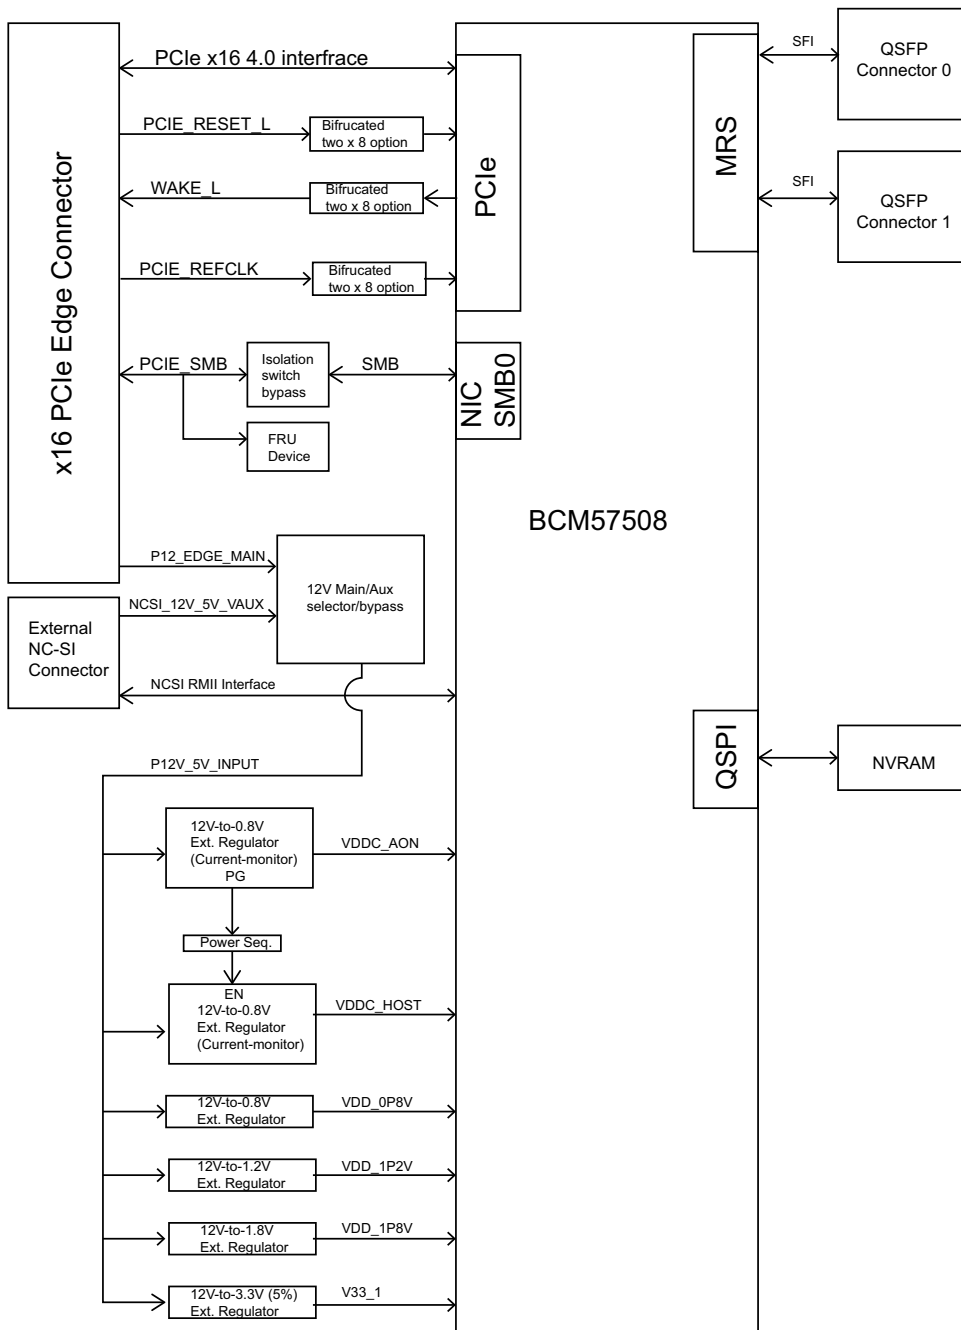 x16 PCIe Edge Connector
PCIe x16 4.0 interfrace
PCIE_RESET_L
Bifrucated
two x 8 option
WAKE_L
Bifrucated
two x 8 option
PCIE_REFCLK
Bifrucated
two x 8 option
PCIe
PCIE_SMB
Isolation
switch
bypass
SMB
NIC
SMB0
FRU
Device
MRS
SFI
QSFP
Connector 0
SFI
QSFP
Connector 1
BCM57508
P12_EDGE_MAIN
NCSI_12V_5V_VAUX
12V Main/Aux
selector/bypass
External
NC-SI
Connector
NCSI RMII Interface
P12V_5V_INPUT
QSPI
NVRAM
12V-to-0.8V
Ext. Regulator
(Current-monitor)
PG
VDDC_AON
Power Seq.
EN
12V-to-0.8V
Ext. Regulator
(Current-monitor)
VDDC_HOST
12V-to-0.8V
Ext. Regulator
VDD_0P8V
12V-to-1.2V
Ext. Regulator
VDD_1P2V
12V-to-1.8V
Ext. Regulator
VDD_1P8V
12V-to-3.3V (5%)
Ext. Regulator
V33_1